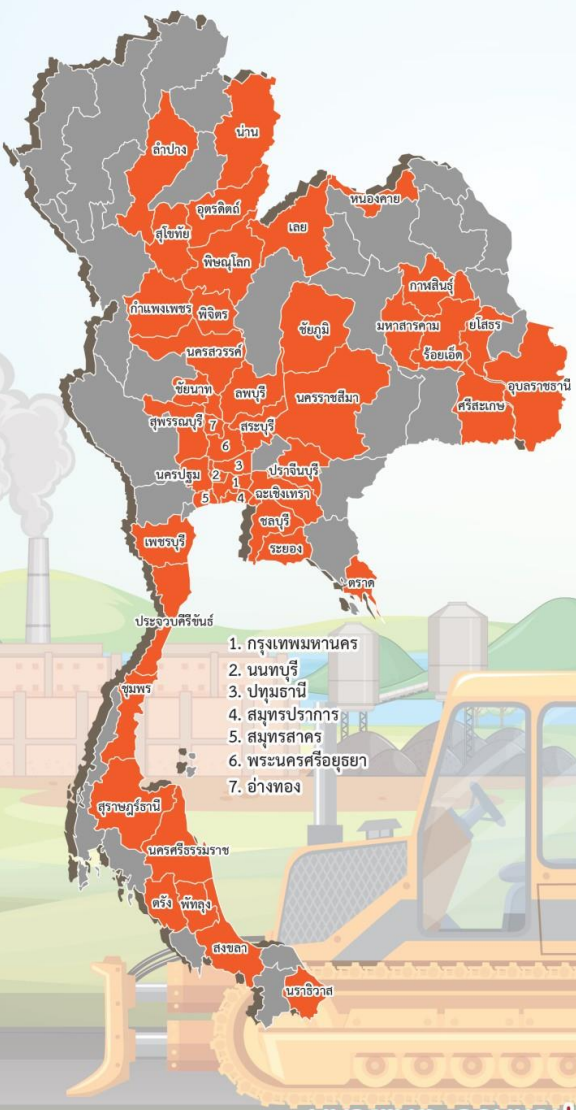 น่าน
ลำปาง
หนองคาย
อุตรดิตถ์
เลย
สุโขทัย
พิษณุโลก
กาฬสินธุ์
กำแพงเพชร
พิจิตร
ชัยภูมิ
มหาสารคาม
ยโสธร
นครสวรรค์
ร้อยเอ็ด
ชัยนาท
ลพบุรี
นครราชสีมา
อุบลราชธานี
ศรีสะเกษ
สุพรรณบุรี
7
สระบุรี
6
3
นครปฐม
2
1
ปราจีนบุรี
5
4
ฉะเชิงเทรา
ชลบุรี
เพชรบุรี
ระยอง
ตราด
ประจวบคีรีขันธ์
1. กรุงเทพมหานคร
2. นนทบุรี
3. ปทุมธานี
4. สมุทรปราการ
5. สมุทรสาคร
6. พระนครศรีอยุธยา
7. อ่างทอง
ชุมพร
สุราษฎร์ธานี
นครศรีธรรมราช
ตรัง
พัทลุง
สงขลา
นราธิวาส